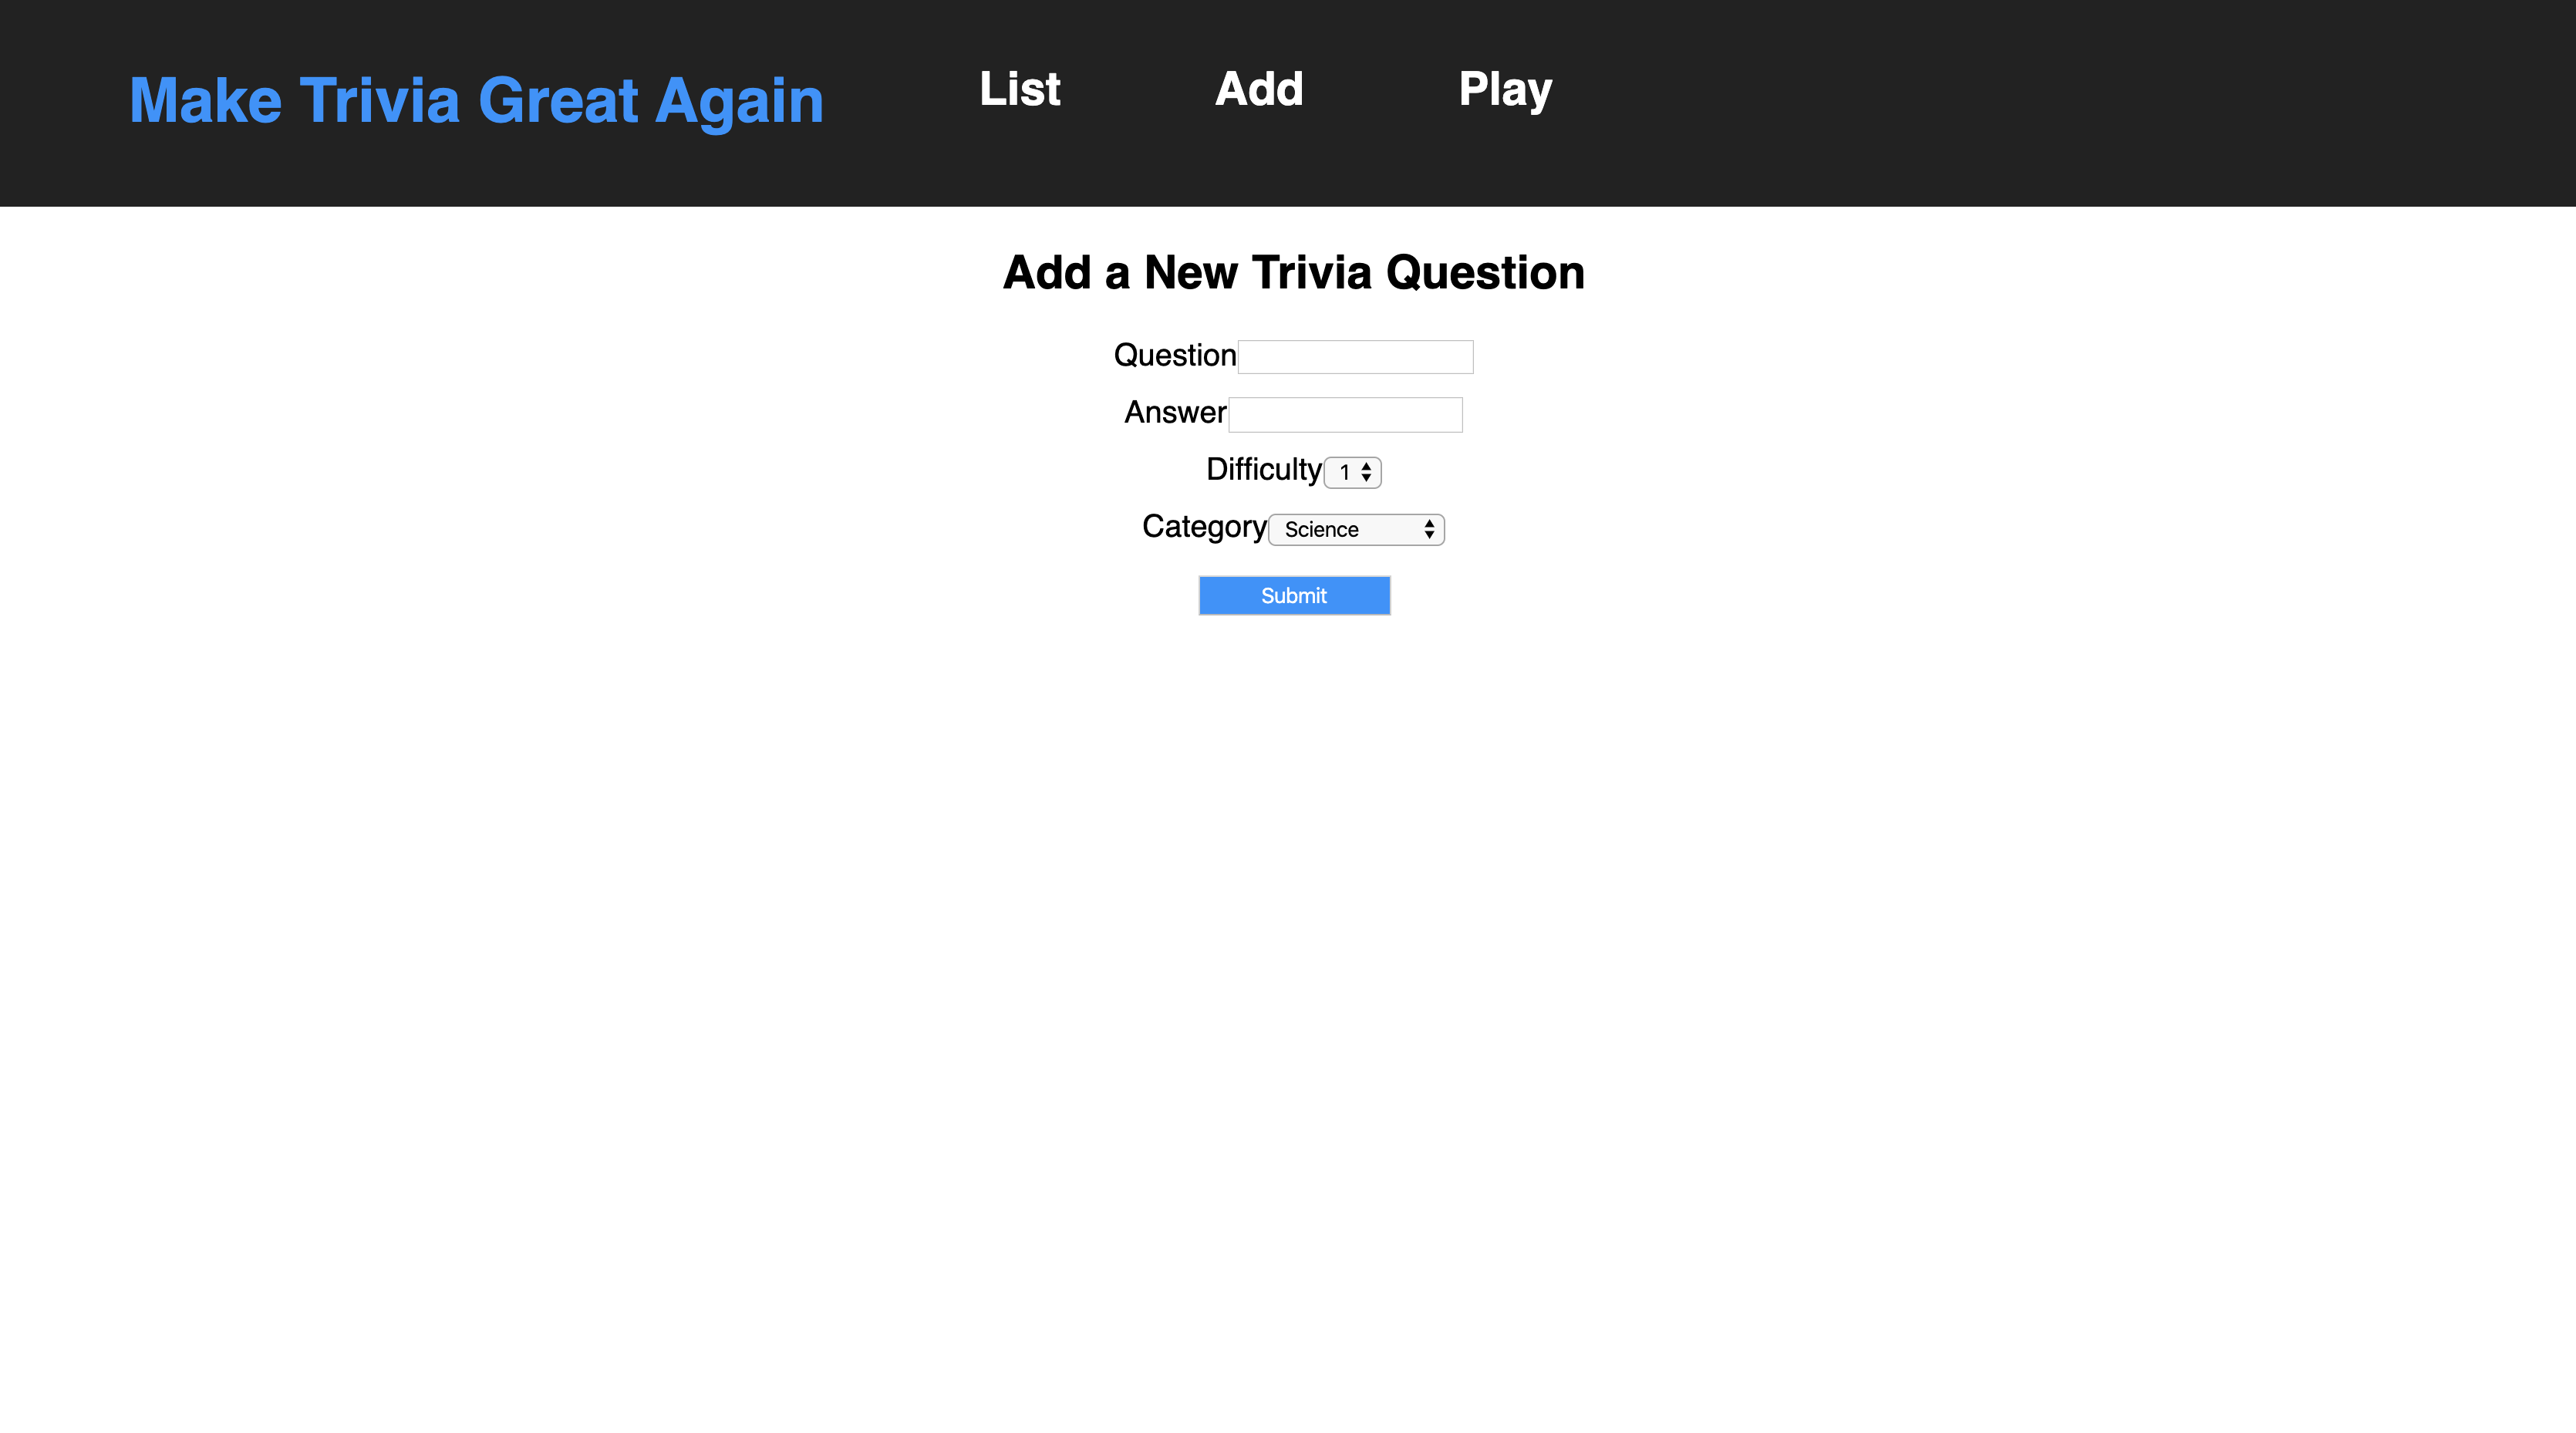 Make Trivia Great Again List Add Play
Add a New Trivia Question
Question
Answer
Difficulty 1
Category Science
Submit